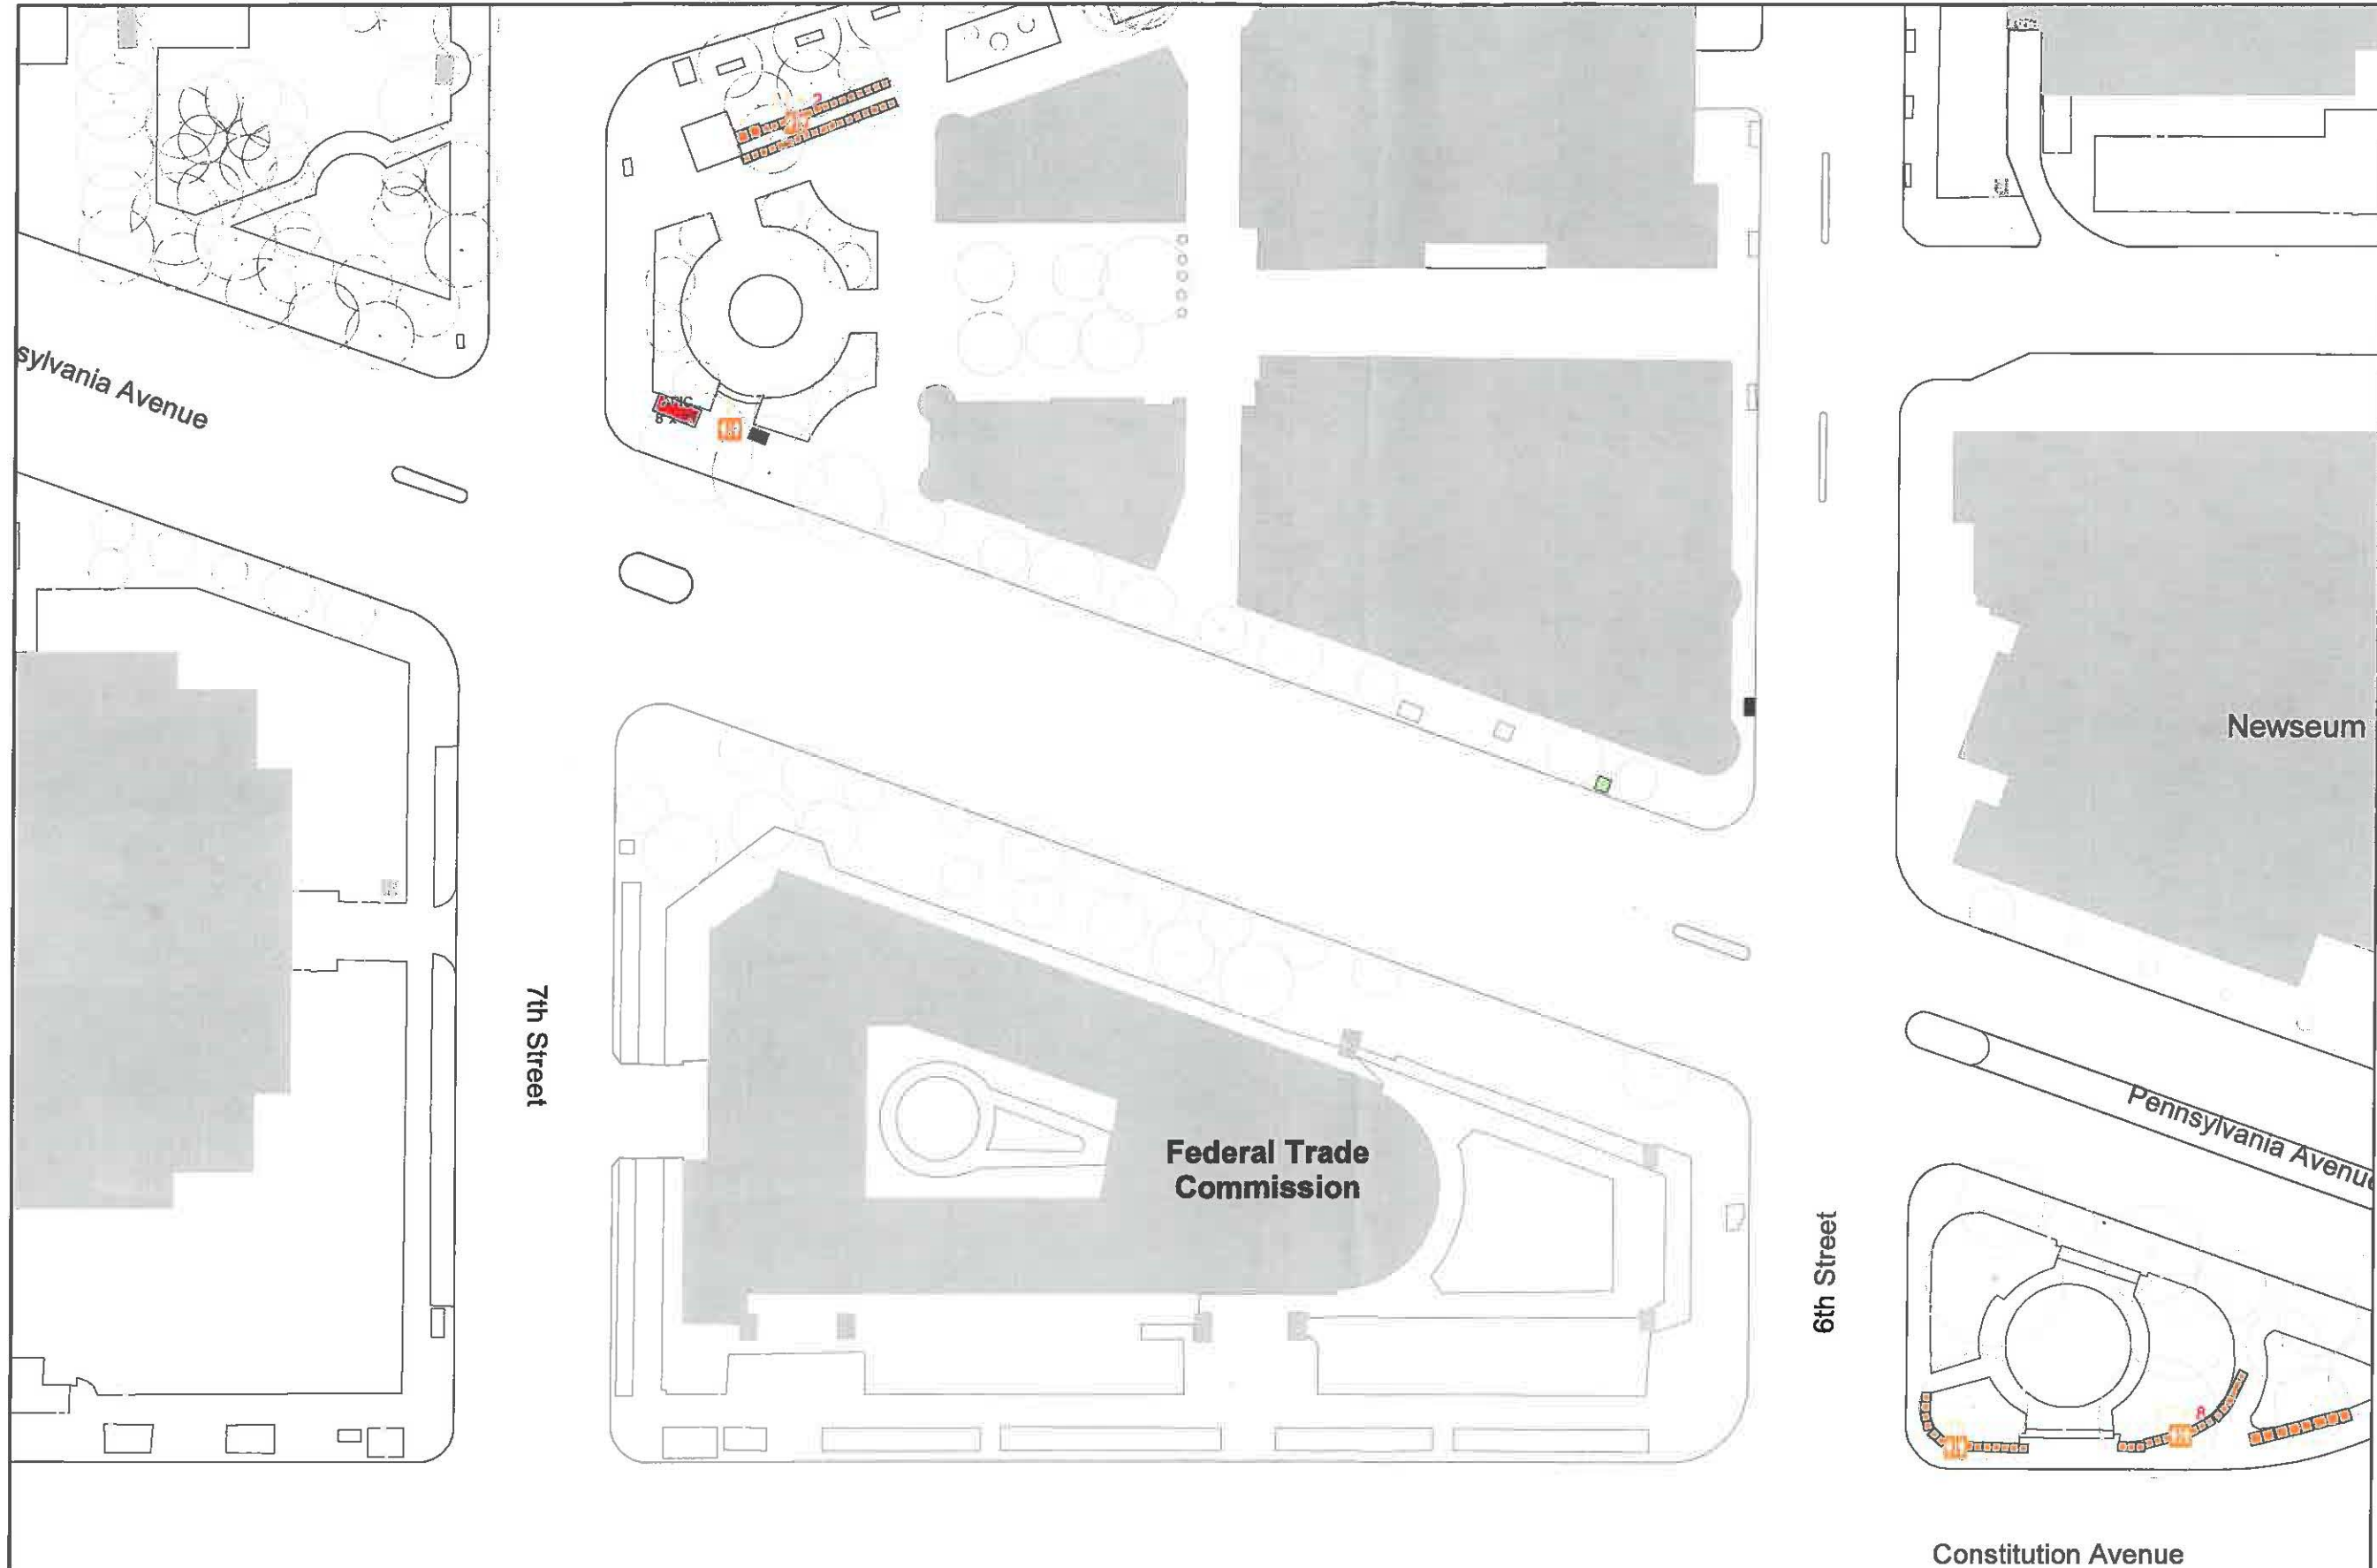 sylvania Avenue
Newseum
7th Street
Pennsylvania Avenue
Federal Trade
Commission
6th Street
Constitution Avenue